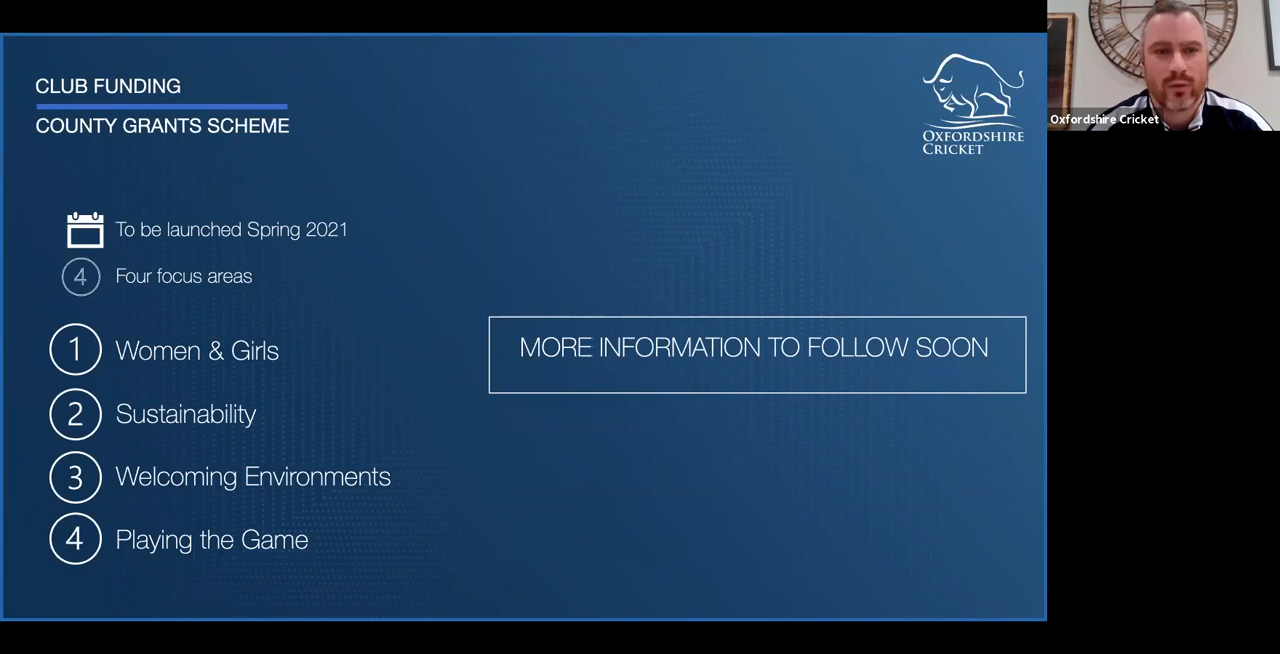 CLUB FUNDING
COUNTY GRANTS SCHEME
OXFORDSHIRE
CRICKET
Oxfordshire Cricket
To be launched Spring 2021
4 Four focus areas
1 Women & Girls
2 Sustainability
3 Welcoming Environments
4 Playing the Game
MORE INFORMATION TO FOLLOW SOON